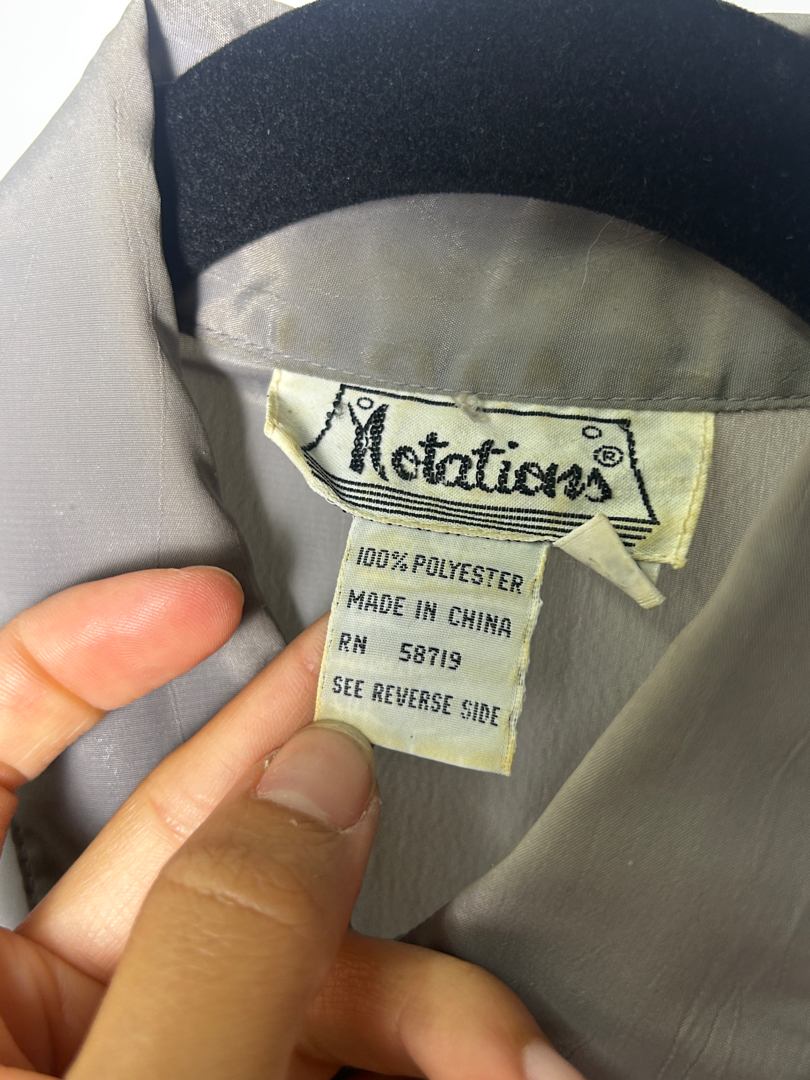 Notations ®
100% POLYESTER
MADE IN CHINA
RN 58719
SEE REVERSE SIDE